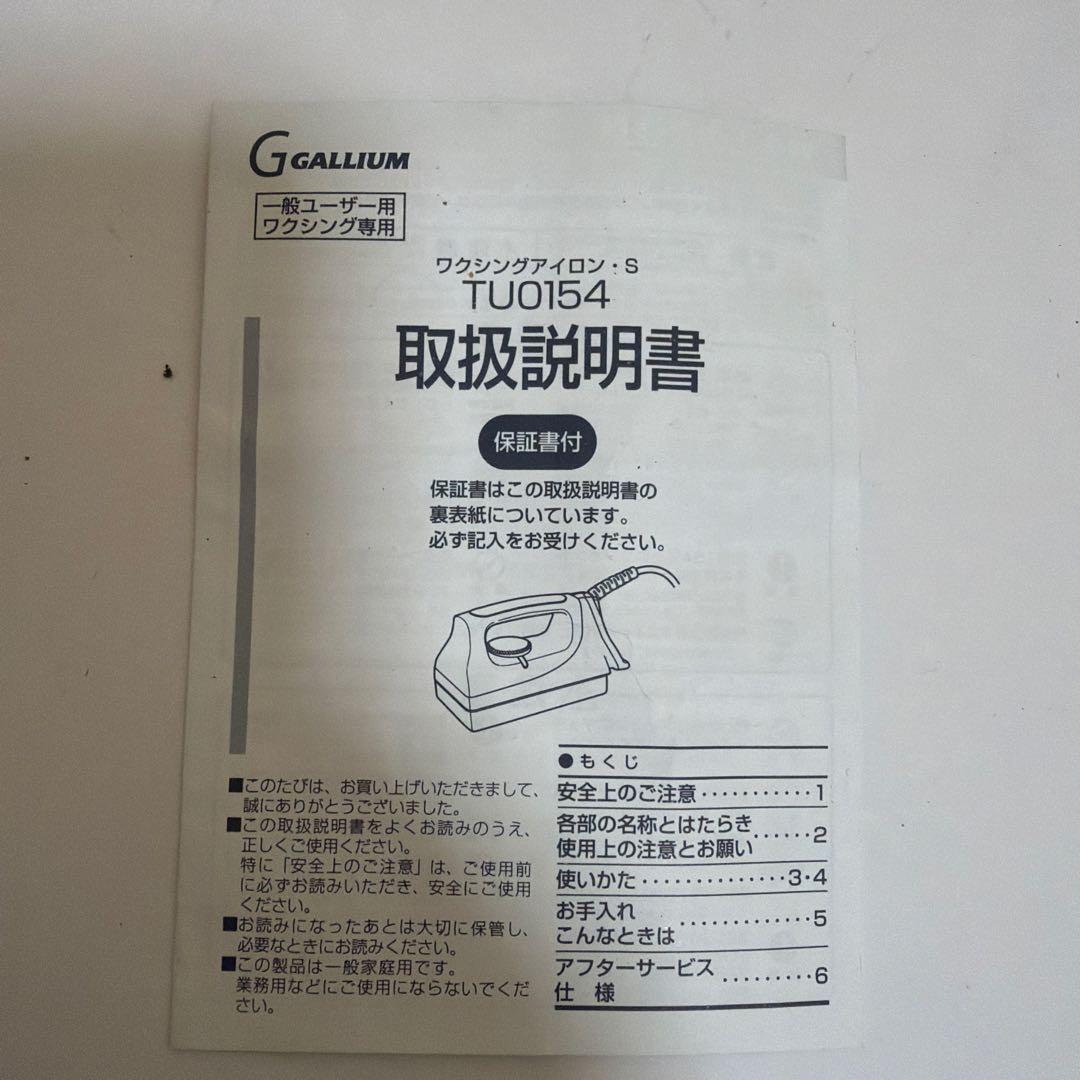 G GALLIUM
一般ユーザー用
ワクシング専用
ワクシングアイロン・S
TU0154
取扱説明書
保証書付
保証書はこの取扱説明書の
裏表紙についています。
必ず記入をお受けください。
■このたびは、お買い上げいただきまして、
誠にありがとうございました。
■この取扱説明書をよくお読みのうえ、
正しくご使用ください。
特に「安全上のご注意」は、ご使用前
に必ずお読みいただき、安全にご使用
ください。
■お読みになったあとは大切に保管し、
必要なときにお読みください。
■この製品は一般家庭用です。
業務用などにご使用にならないでくだ
さい。
●もくじ
安全上のご注意・・・・・・・・・・・1
各部の名称とはたらき
使用上の注意とお願い・・・・・・2
使いかた・・・・・・・・・・・・・・3・4
お手入れ
こんなときは・・・・・・・・・・・・・5
アフターサービス
仕 様・・・・・・・・・6